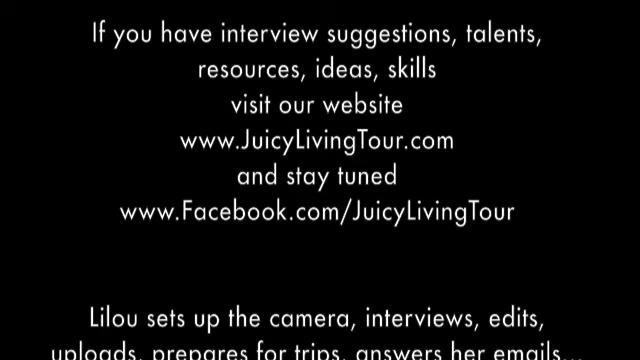 If you have interview suggestions, talents,
resources, ideas, skills
visit our website
www.JuicyLivingTour.com
and stay tuned
www.Facebook.com/JuicyLivingTour
Lilou sets up the camera, interviews, edits,
uploads, prepares for trips, answers her emails...